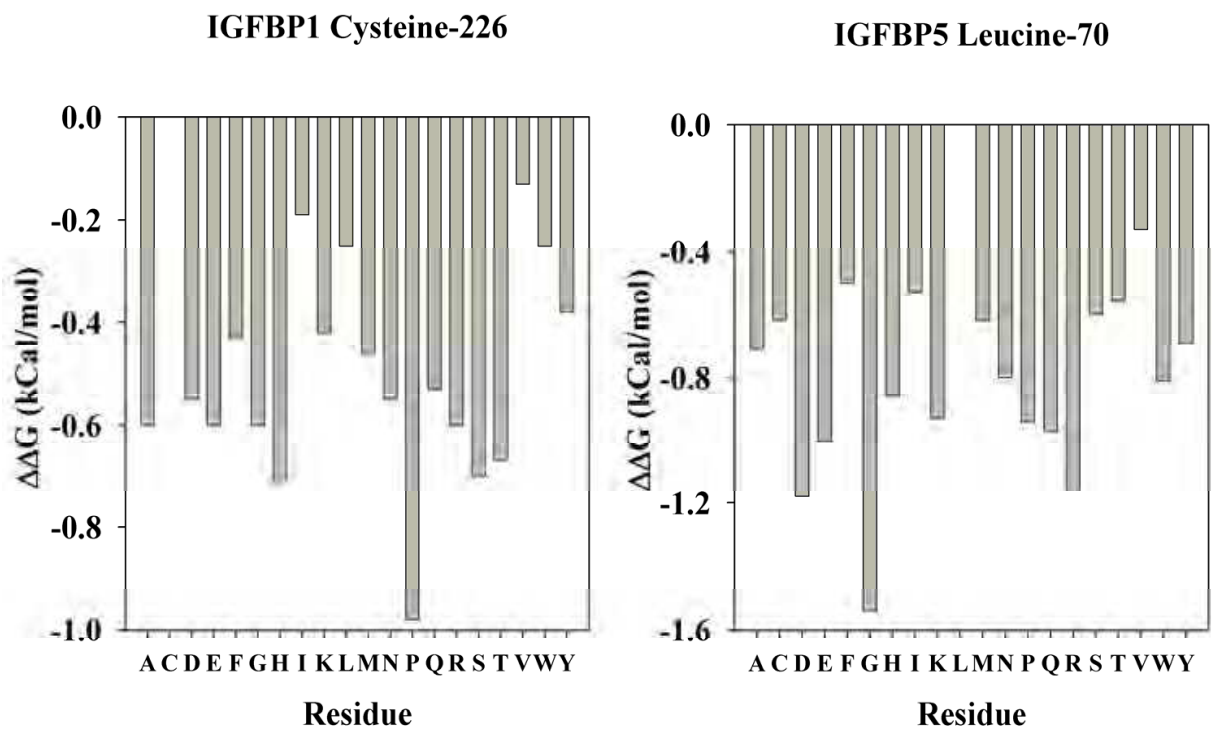 IGFBP1 Cysteine-226
0.0
-0.2
-0.4
-0.6
-0.8
-1.0
ΔΔG (kCal/mol)
A C D E F G H I K L M N P Q R S T V W Y
Residue
IGFBP5 Leucine-70
0.0
-0.4
-0.8
-1.2
-1.6
ΔΔG (kCal/mol)
A C D E F G H I K L M N P Q R S T V W Y
Residue